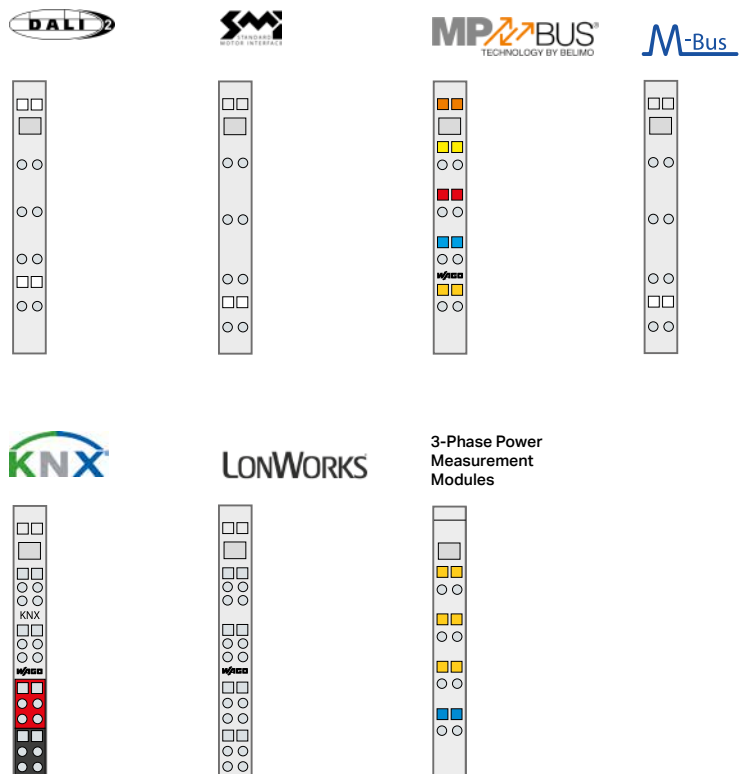 DALI 2
SMI
STANDARD
MOTOR INTERFACE
MP BUS®
TECHNOLOGY BY BELIMO
M-Bus
WAGO
KNX®
LONWORKS®
3-Phase Power
Measurement
Modules
KNX
WAGO
WAGO